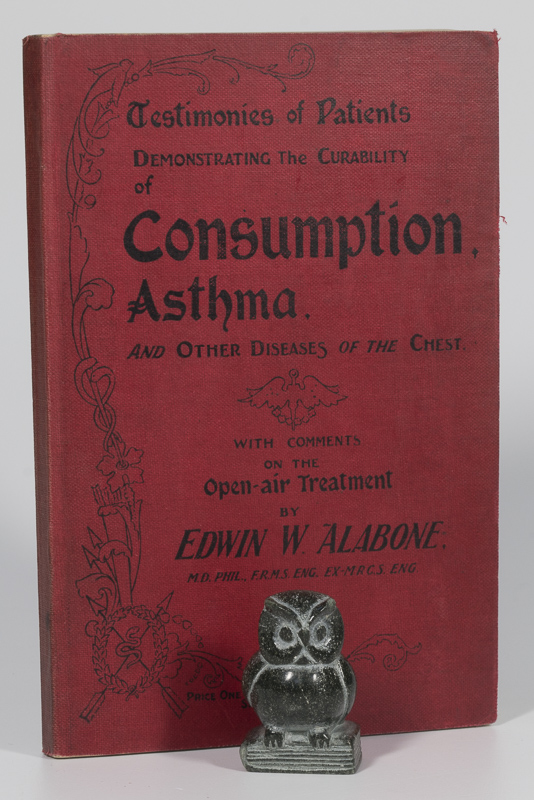 Testimonies of Patients
DEMONSTRATING The CURABILITY
of
Consumption,
Asthma.
AND OTHER DISEASES OF THE CHEST.
WITH COMMENTS
ON THE
Open-air Treatment
BY
EDWIN W. ALABONE.
M.D. PHIL., F.R.M.S. ENG., EX-M.R.C.S. ENG
PRICE ONE